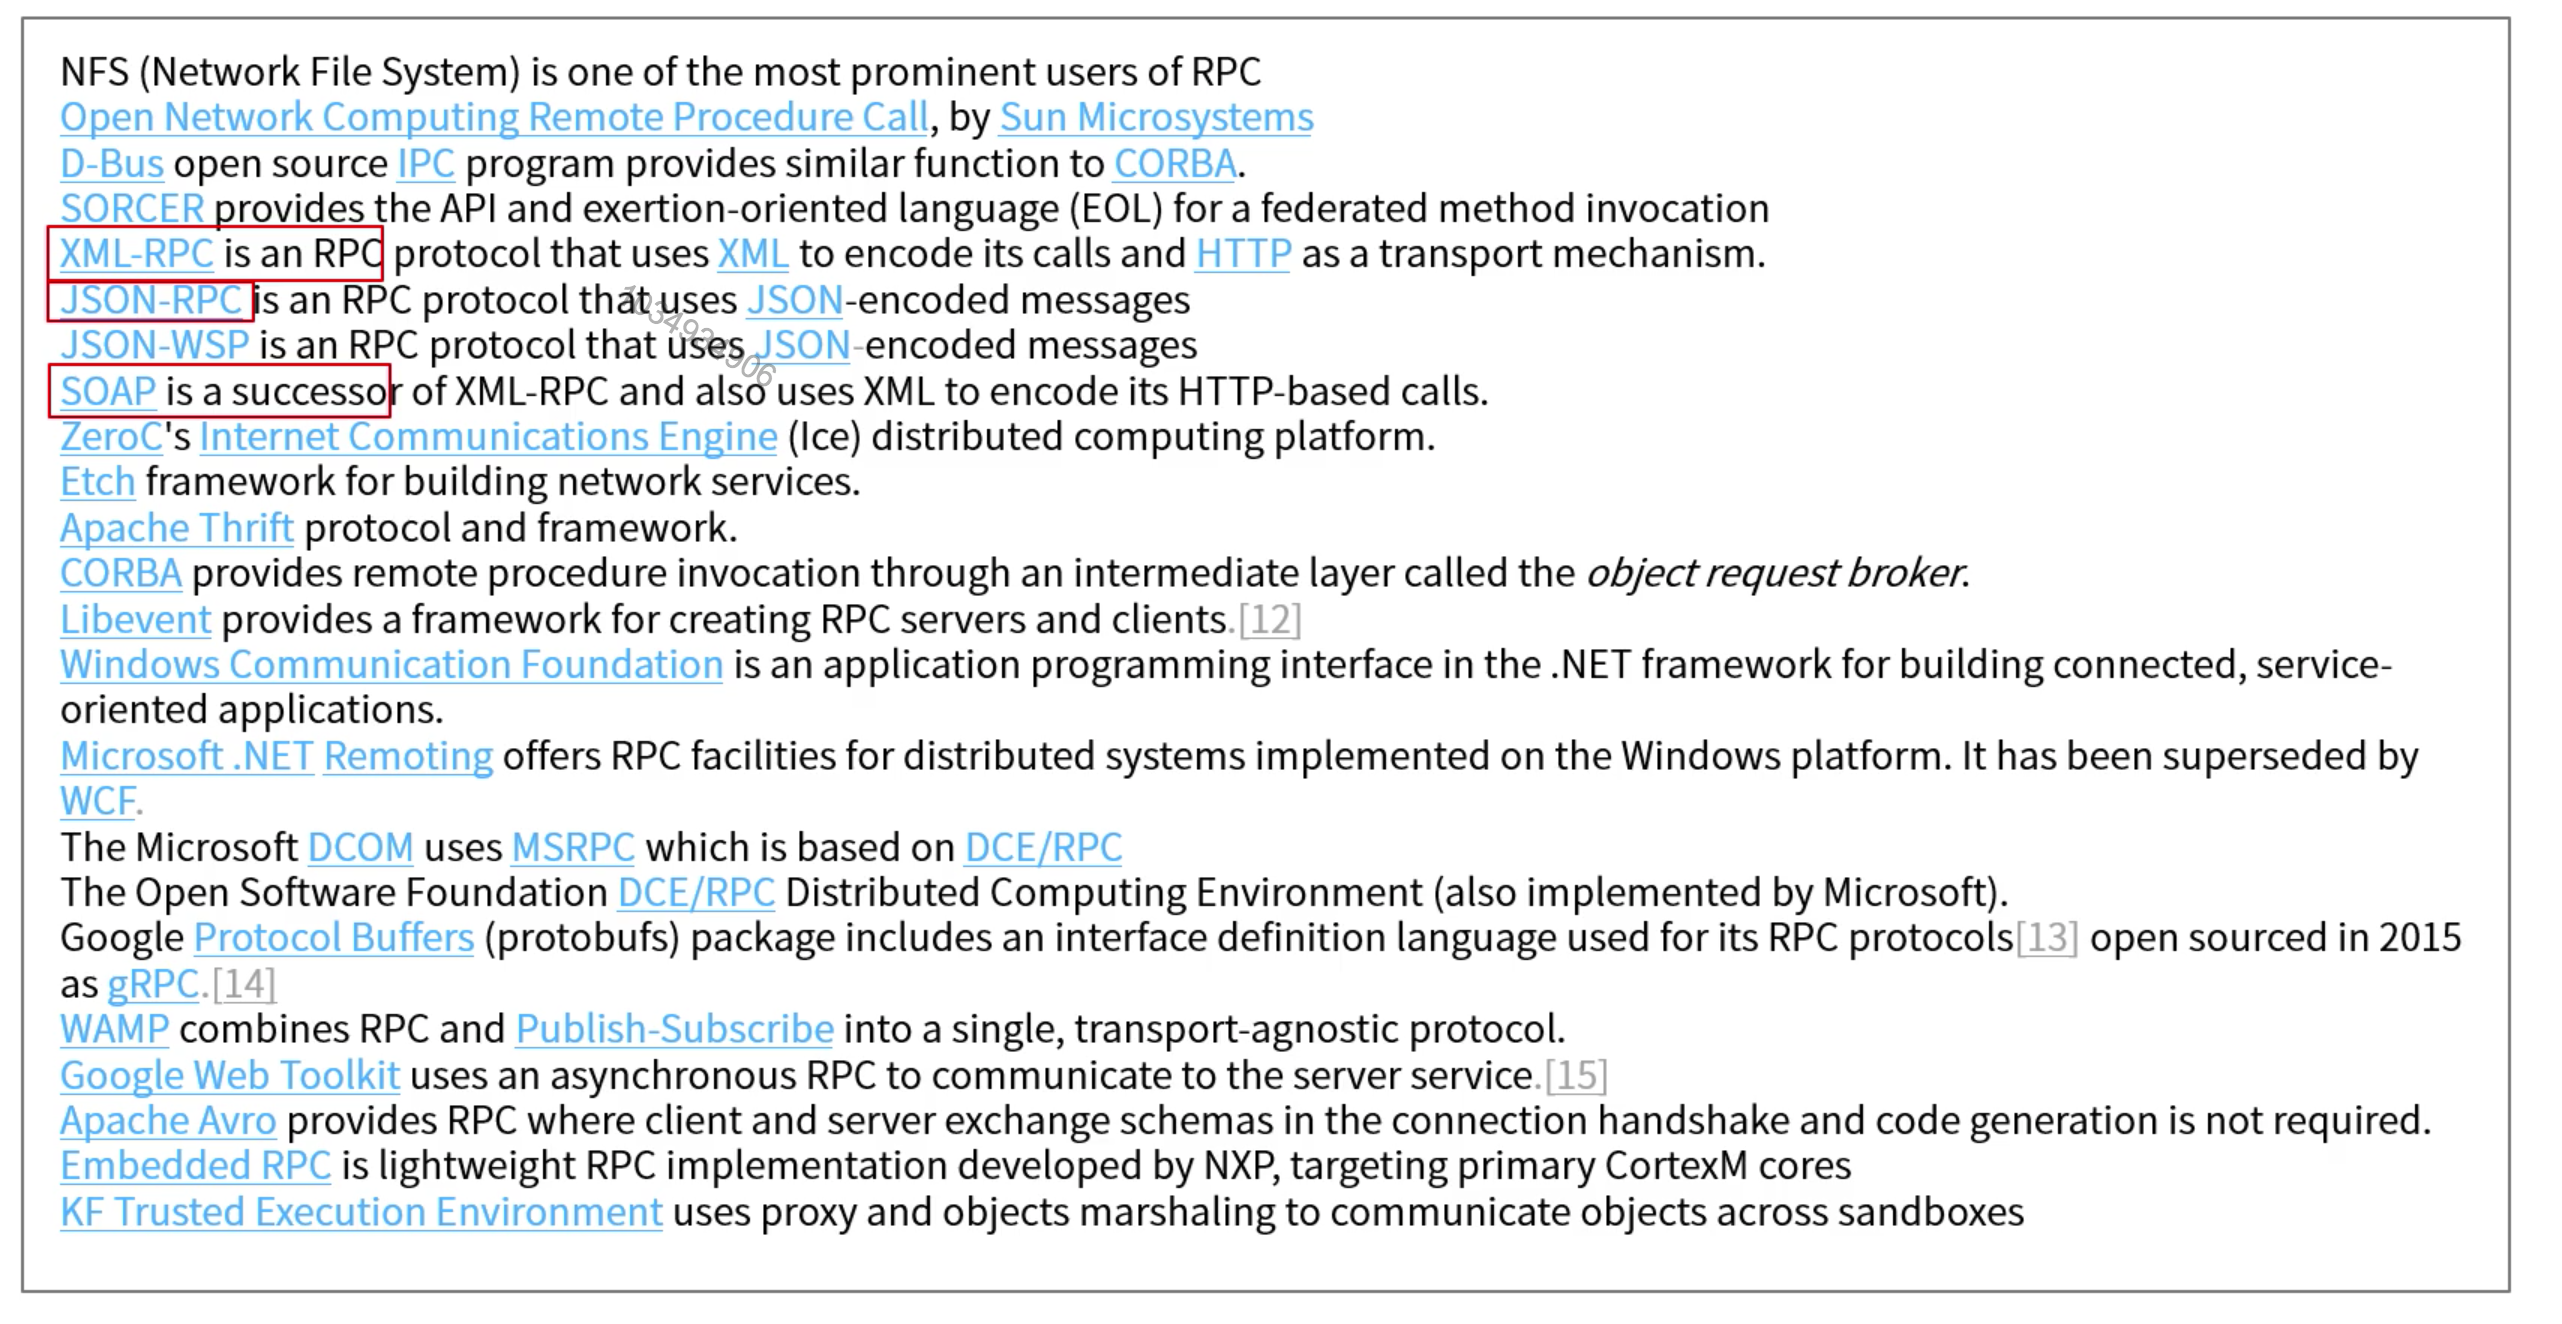 NFS (Network File System) is one of the most prominent users of RPC
Open Network Computing Remote Procedure Call, by Sun Microsystems
D-Bus open source IPC program provides similar function to CORBA.
SORCER provides the API and exertion-oriented language (EOL) for a federated method invocation
XML-RPC is an RPC protocol that uses XML to encode its calls and HTTP as a transport mechanism.
JSON-RPC is an RPC protocol that uses JSON-encoded messages
JSON-WSP is an RPC protocol that uses JSON-encoded messages
SOAP is a successor of XML-RPC and also uses XML to encode its HTTP-based calls.
ZeroC's Internet Communications Engine (Ice) distributed computing platform.
Etch framework for building network services.
Apache Thrift protocol and framework.
CORBA provides remote procedure invocation through an intermediate layer called the object request broker.
Libevent provides a framework for creating RPC servers and clients.[12]
Windows Communication Foundation is an application programming interface in the .NET framework for building connected, service-
oriented applications.
Microsoft .NET Remoting offers RPC facilities for distributed systems implemented on the Windows platform. It has been superseded by
WCF.
The Microsoft DCOM uses MSRPC which is based on DCE/RPC
The Open Software Foundation DCE/RPC Distributed Computing Environment (also implemented by Microsoft).
Google Protocol Buffers (protobufs) package includes an interface definition language used for its RPC protocols[13] open sourced in 2015
as gRPC.[14]
WAMP combines RPC and Publish-Subscribe into a single, transport-agnostic protocol.
Google Web Toolkit uses an asynchronous RPC to communicate to the server service.[15]
Apache Avro provides RPC where client and server exchange schemas in the connection handshake and code generation is not required.
Embedded RPC is lightweight RPC implementation developed by NXP, targeting primary CortexM cores
KF Trusted Execution Environment uses proxy and objects marshaling to communicate objects across sandboxes